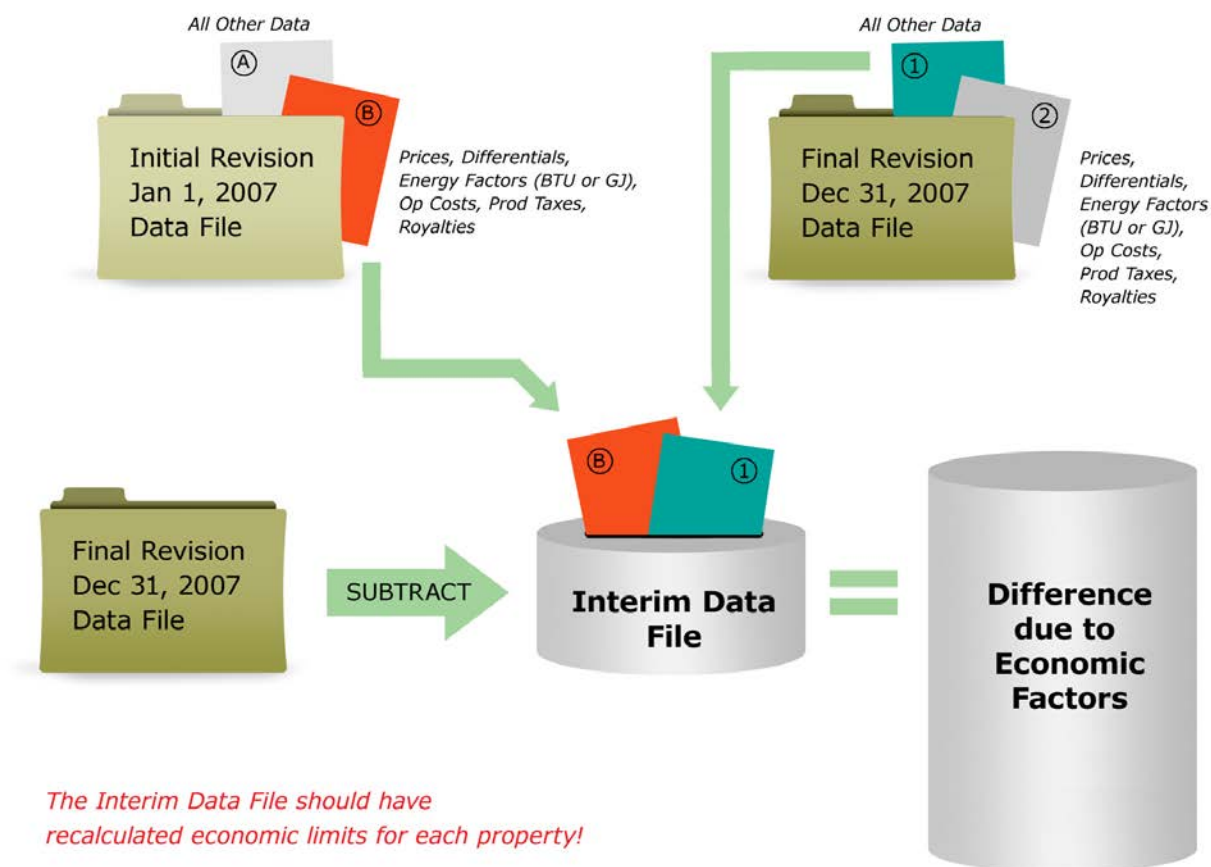 All Other Data
Ⓐ
Ⓑ
Initial Revision
Jan 1, 2007
Data File
Prices, Differentials,
Energy Factors (BTU or GJ),
Op Costs, Prod Taxes,
Royalties
All Other Data
①
②
Final Revision
Dec 31, 2007
Data File
Prices,
Differentials,
Energy Factors
(BTU or GJ),
Op Costs,
Prod Taxes,
Royalties
Final Revision
Dec 31, 2007
Data File
SUBTRACT
Ⓑ
①
Interim Data
File
=
Difference
due to
Economic
Factors
The Interim Data File should have
recalculated economic limits for each property!